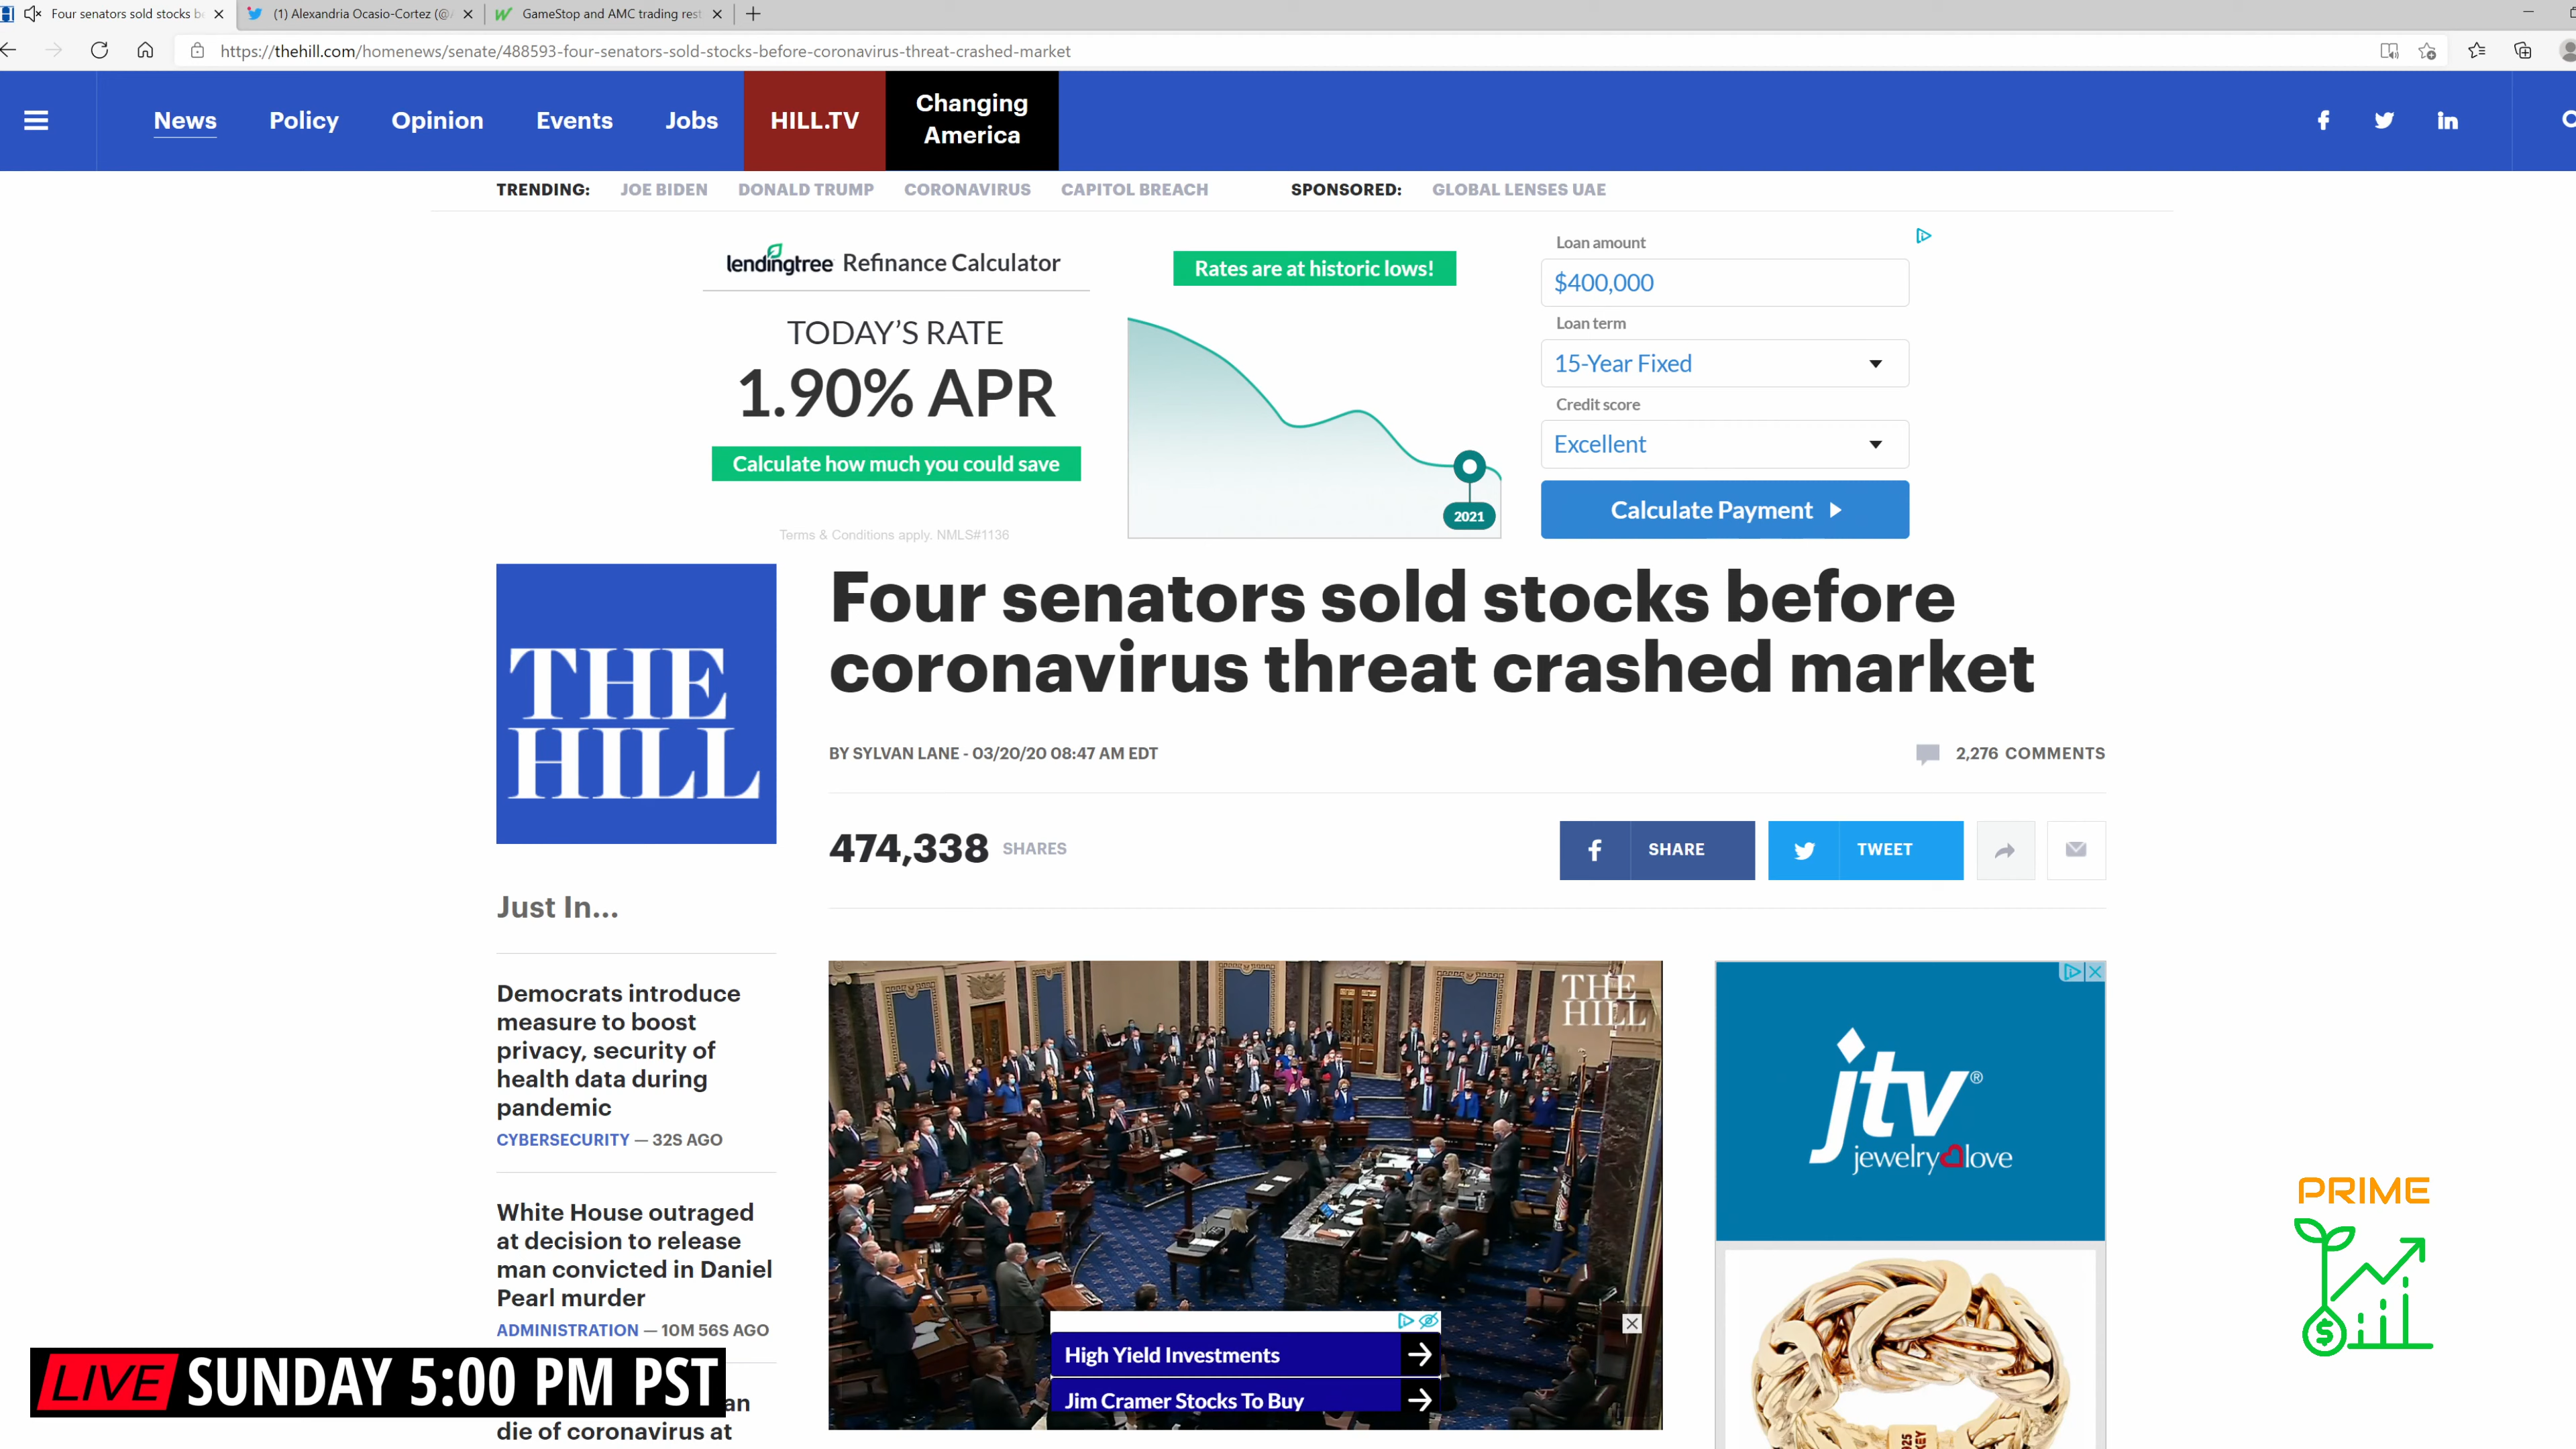 Four senators sold stocks be
(1) Alexandria Ocasio-Cortez (@
GameStop and AMC trading rest
https://thehill.com/homenews/senate/488593-four-senators-sold-stocks-before-coronavirus-threat-crashed-market
News
Policy
Opinion
Events
Jobs
HILL.TV
Changing
America
TRENDING: JOE BIDEN DONALD TRUMP CORONAVIRUS CAPITOL BREACH SPONSORED: GLOBAL LENSES UAE
lendingtree Refinance Calculator
TODAY'S RATE
1.90% APR
Calculate how much you could save
Terms & Conditions apply. NMLS#1136
Rates are at historic lows!
2021
Loan amount
$400,000
Loan term
15-Year Fixed
Credit score
Excellent
Calculate Payment
THE
HILL
Four senators sold stocks before
coronavirus threat crashed market
BY SYLVAN LANE - 03/20/20 08:47 AM EDT
2,276 COMMENTS
474,338 SHARES
SHARE
TWEET
Just In...
Democrats introduce
measure to boost
privacy, security of
health data during
pandemic
CYBERSECURITY — 32S AGO
White House outraged
at decision to release
man convicted in Daniel
Pearl murder
ADMINISTRATION — 10M 56S AGO
an
die of coronavirus at
THE
HILL
High Yield Investments
Jim Cramer Stocks To Buy
jtv®
jewelry love
925
PRIME
$
LIVE SUNDAY 5:00 PM PST